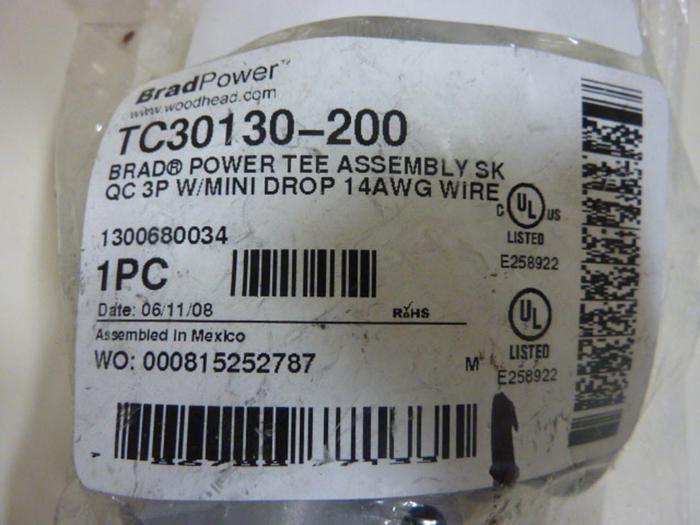 BradPower™
www.woodhead.com
TC30130-200
BRAD® POWER TEE ASSEMBLY SK
QC 3P W/MINI DROP 14AWG WIRE
C UL US
LISTED
E258922
1300680034
1PC
Date: 06/11/08
RoHS
UL
LISTED
E258922
Assembled in Mexico
WO: 000815252787
M